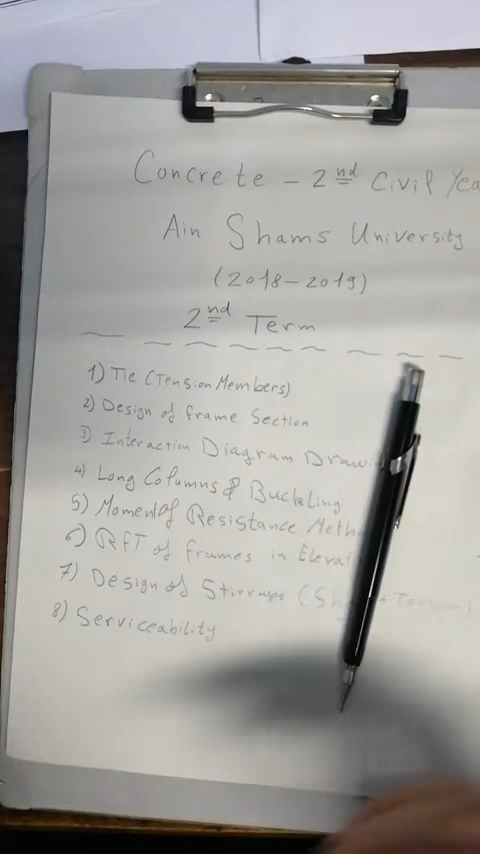 Concrete - 2nd Civil Yea
Ain Shams University
(2018-2019)
2nd Term
1) Tie (Tension Members)
2) Design of Frame Section
3) Interaction Diagram Draw
4) Long Columns & Buckling
5) Moment of Resistance Meth
6) RFT of frames in Elevat
7) Design of Stirrups (Sh + Torsion)
8) Serviceability